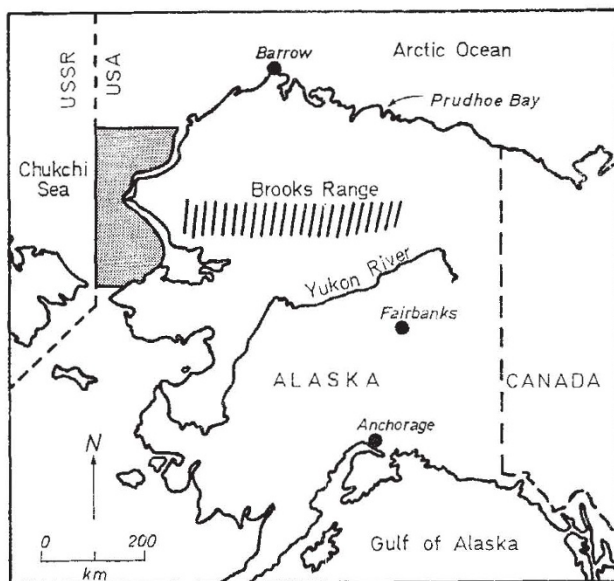 USSR
USA
Barrow
Arctic Ocean
Prudhoe Bay
Chukchi
Sea
Brooks Range
Yukon River
Fairbanks
ALASKA
CANADA
Anchorage
N
0 200
km
Gulf of Alaska